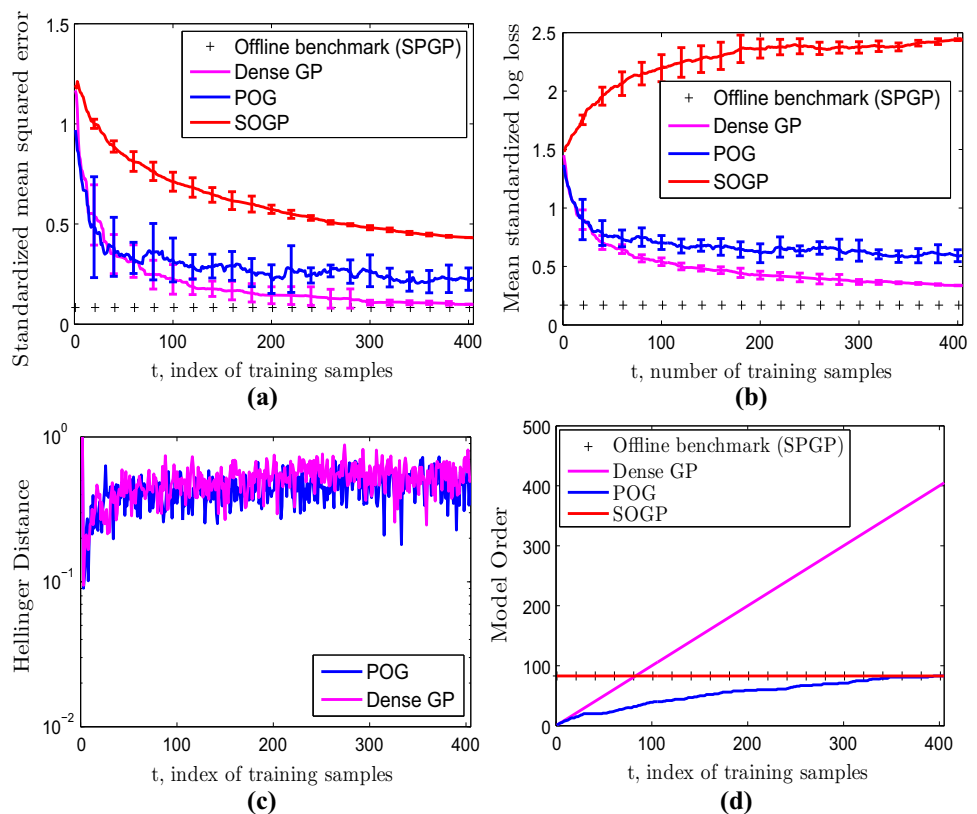 Standardized mean squared error
1.5
1
0.5
0
+ Offline benchmark (SPGP)
Dense GP
POG
SOGP
0 100 200 300 400
t, index of training samples
(a)
Mean standardized log loss
2.5
2.0
1.5
1.0
0.5
0
+ Offline benchmark (SPGP)
Dense GP
POG
SOGP
0 100 200 300 400
t, number of training samples
(b)
Hellinger Distance
10^0
10^-1
10^-2
POG
Dense GP
0 100 200 300 400
t, index of training samples
(c)
Model Order
500
400
300
200
100
0
+ Offline benchmark (SPGP)
Dense GP
POG
SOGP
0 100 200 300 400
t, index of training samples
(d)